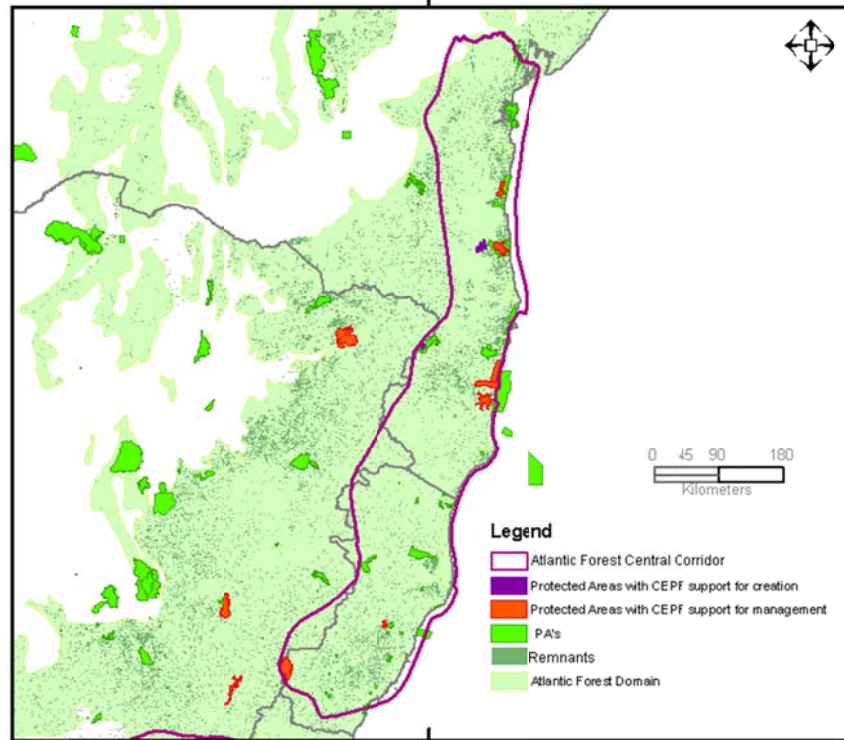 0 45 90 180
Kilometers
Legend
Atlantic Forest Central Corridor
Protected Areas with CEPF support for creation
Protected Areas with CEPF support for management
PA's
Remnants
Atlantic Forest Domain